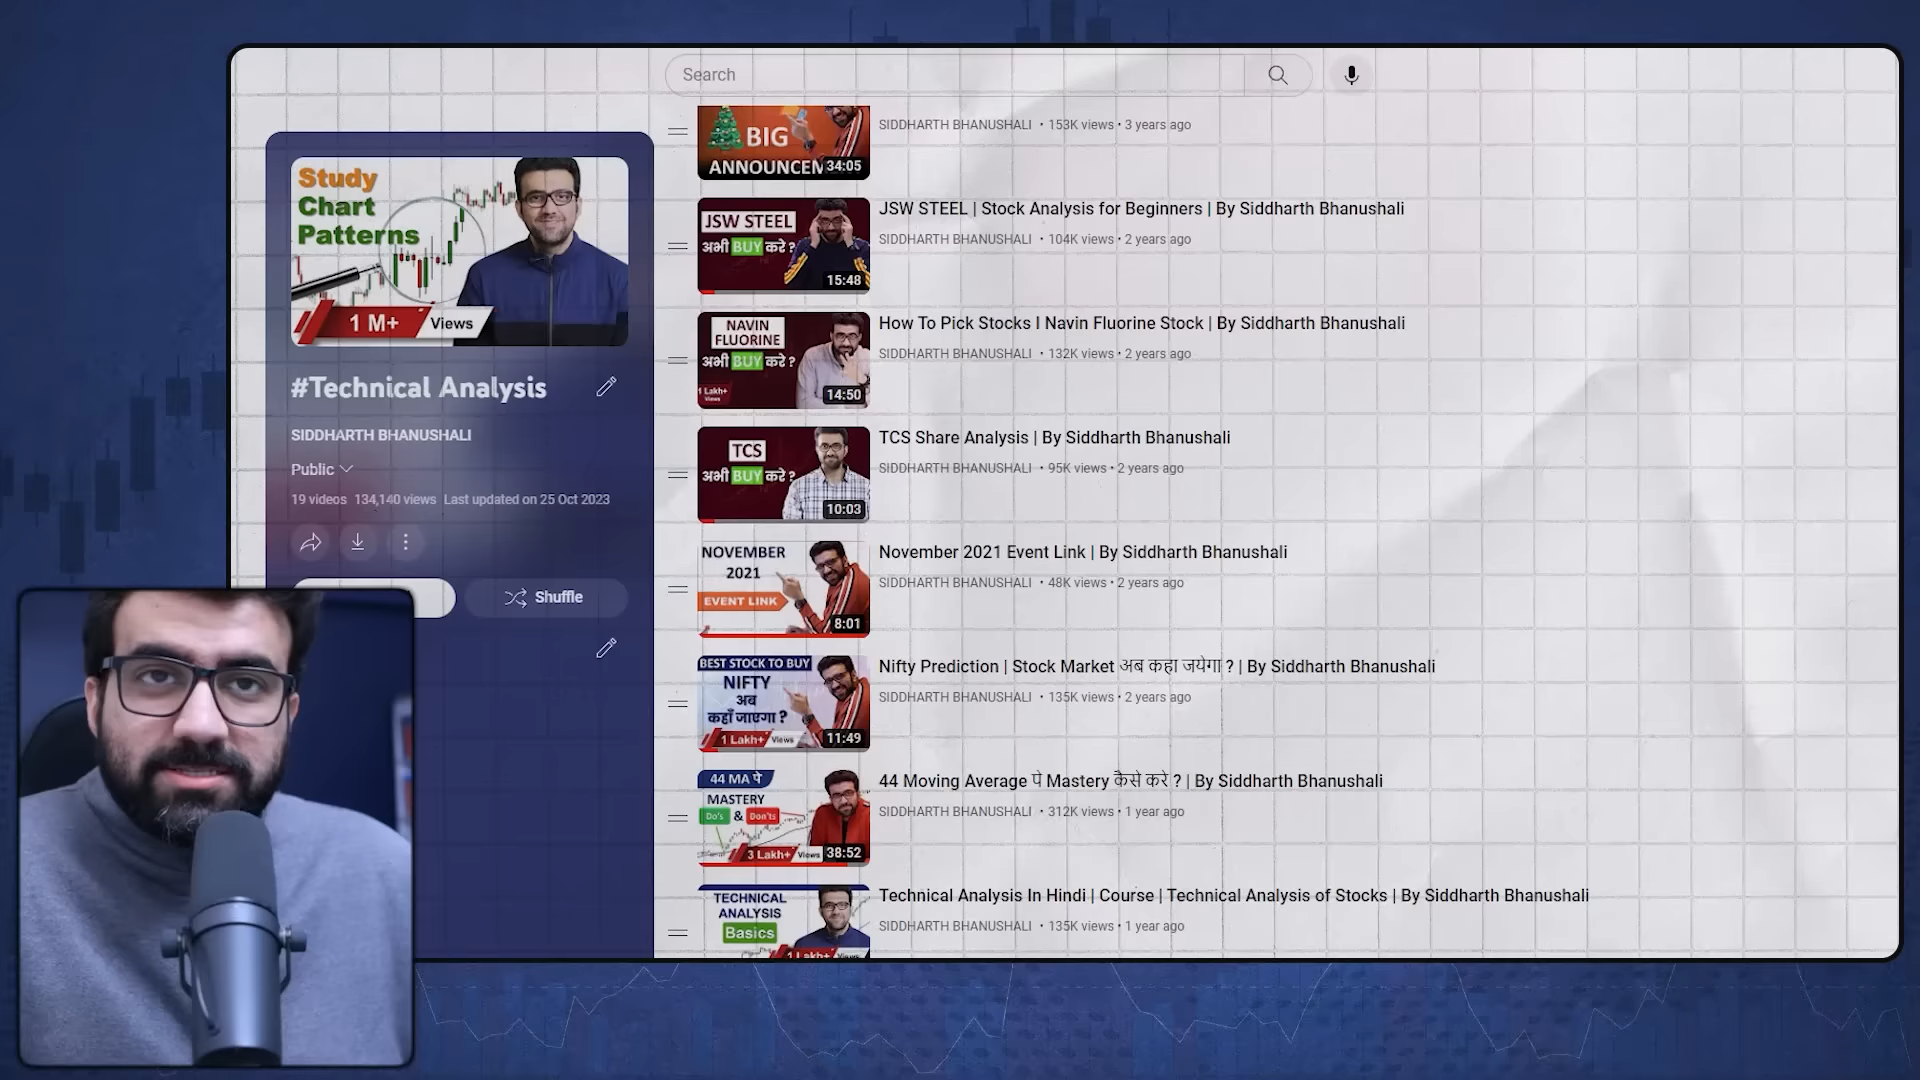 Search
Study
Chart
Patterns
1 M+ Views
#Technical Analysis
SIDDHARTH BHANUSHALI
Public
19 videos 134,140 views Last updated on 25 Oct 2023
Shuffle
BIG
34:05
SIDDHARTH BHANUSHALI • 153K views • 3 years ago
JSW STEEL
अभी BUY करे ?
15:48
JSW STEEL | Stock Analysis for Beginners | By Siddharth Bhanushali
SIDDHARTH BHANUSHALI • 104K views • 2 years ago
NAVIN
FLUORINE
अभी BUY करे ?
1 Lakh+
Views
14:50
How To Pick Stocks I Navin Fluorine Stock | By Siddharth Bhanushali
SIDDHARTH BHANUSHALI • 132K views • 2 years ago
TCS
अभी BUY करे ?
10:03
TCS Share Analysis | By Siddharth Bhanushali
SIDDHARTH BHANUSHALI • 95K views • 2 years ago
NOVEMBER
2021
EVENT LINK
8:01
November 2021 Event Link | By Siddharth Bhanushali
SIDDHARTH BHANUSHALI • 48K views • 2 years ago
BEST STOCK TO BUY
NIFTY
अब
कहाँ जाएगा ?
1 Lakh+ Views 11:49
Nifty Prediction | Stock Market अब कहा जयेगा ? | By Siddharth Bhanushali
SIDDHARTH BHANUSHALI • 135K views • 2 years ago
44 MA पे
MASTERY
Do's & Don'ts
3 Lakh+ Views 38:52
44 Moving Average पे Mastery कैसे करे ? | By Siddharth Bhanushali
SIDDHARTH BHANUSHALI • 312K views • 1 year ago
TECHNICAL
ANALYSIS
Basics
1 Lakh+ Views
Technical Analysis In Hindi | Course | Technical Analysis of Stocks | By Siddharth Bhanushali
SIDDHARTH BHANUSHALI • 135K views • 1 year ago